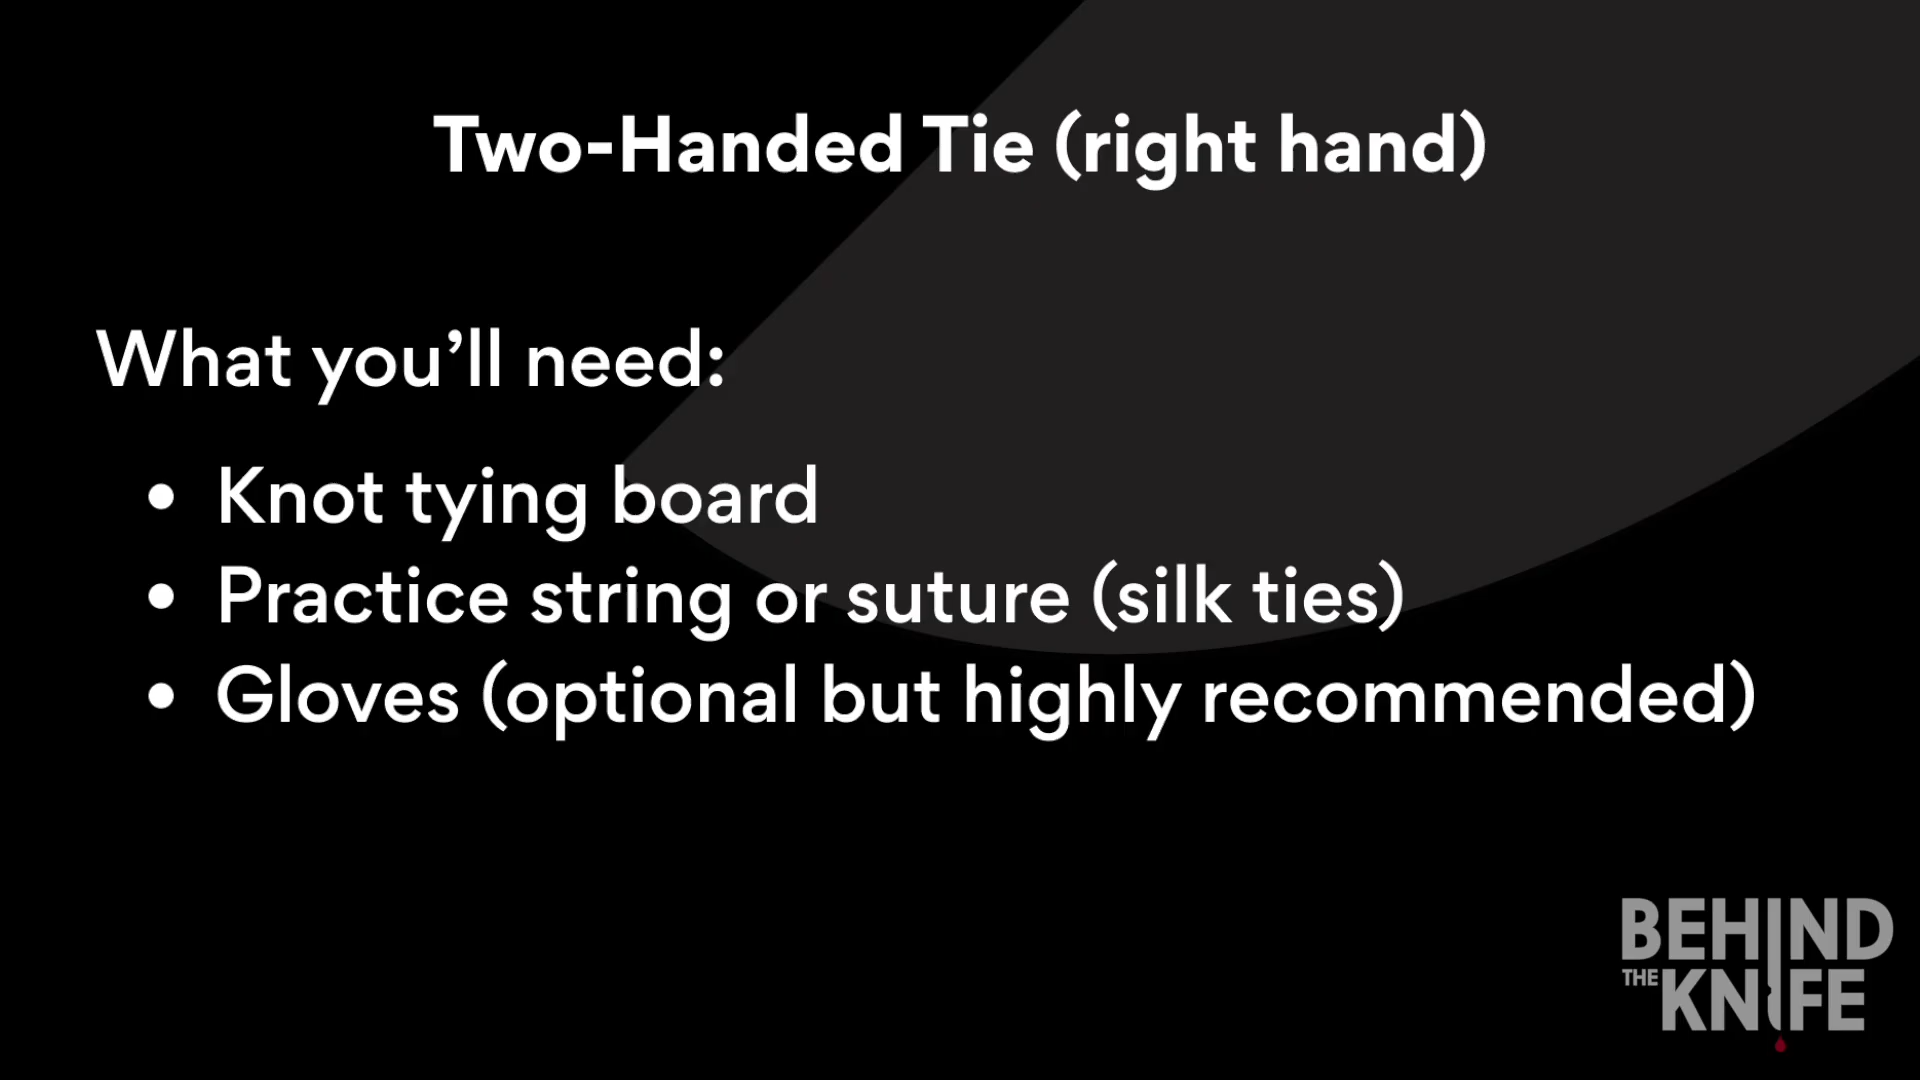 Two-Handed Tie (right hand)
What you’ll need:
• Knot tying board
• Practice string or suture (silk ties)
• Gloves (optional but highly recommended)
BEHIND
THE KNIFE